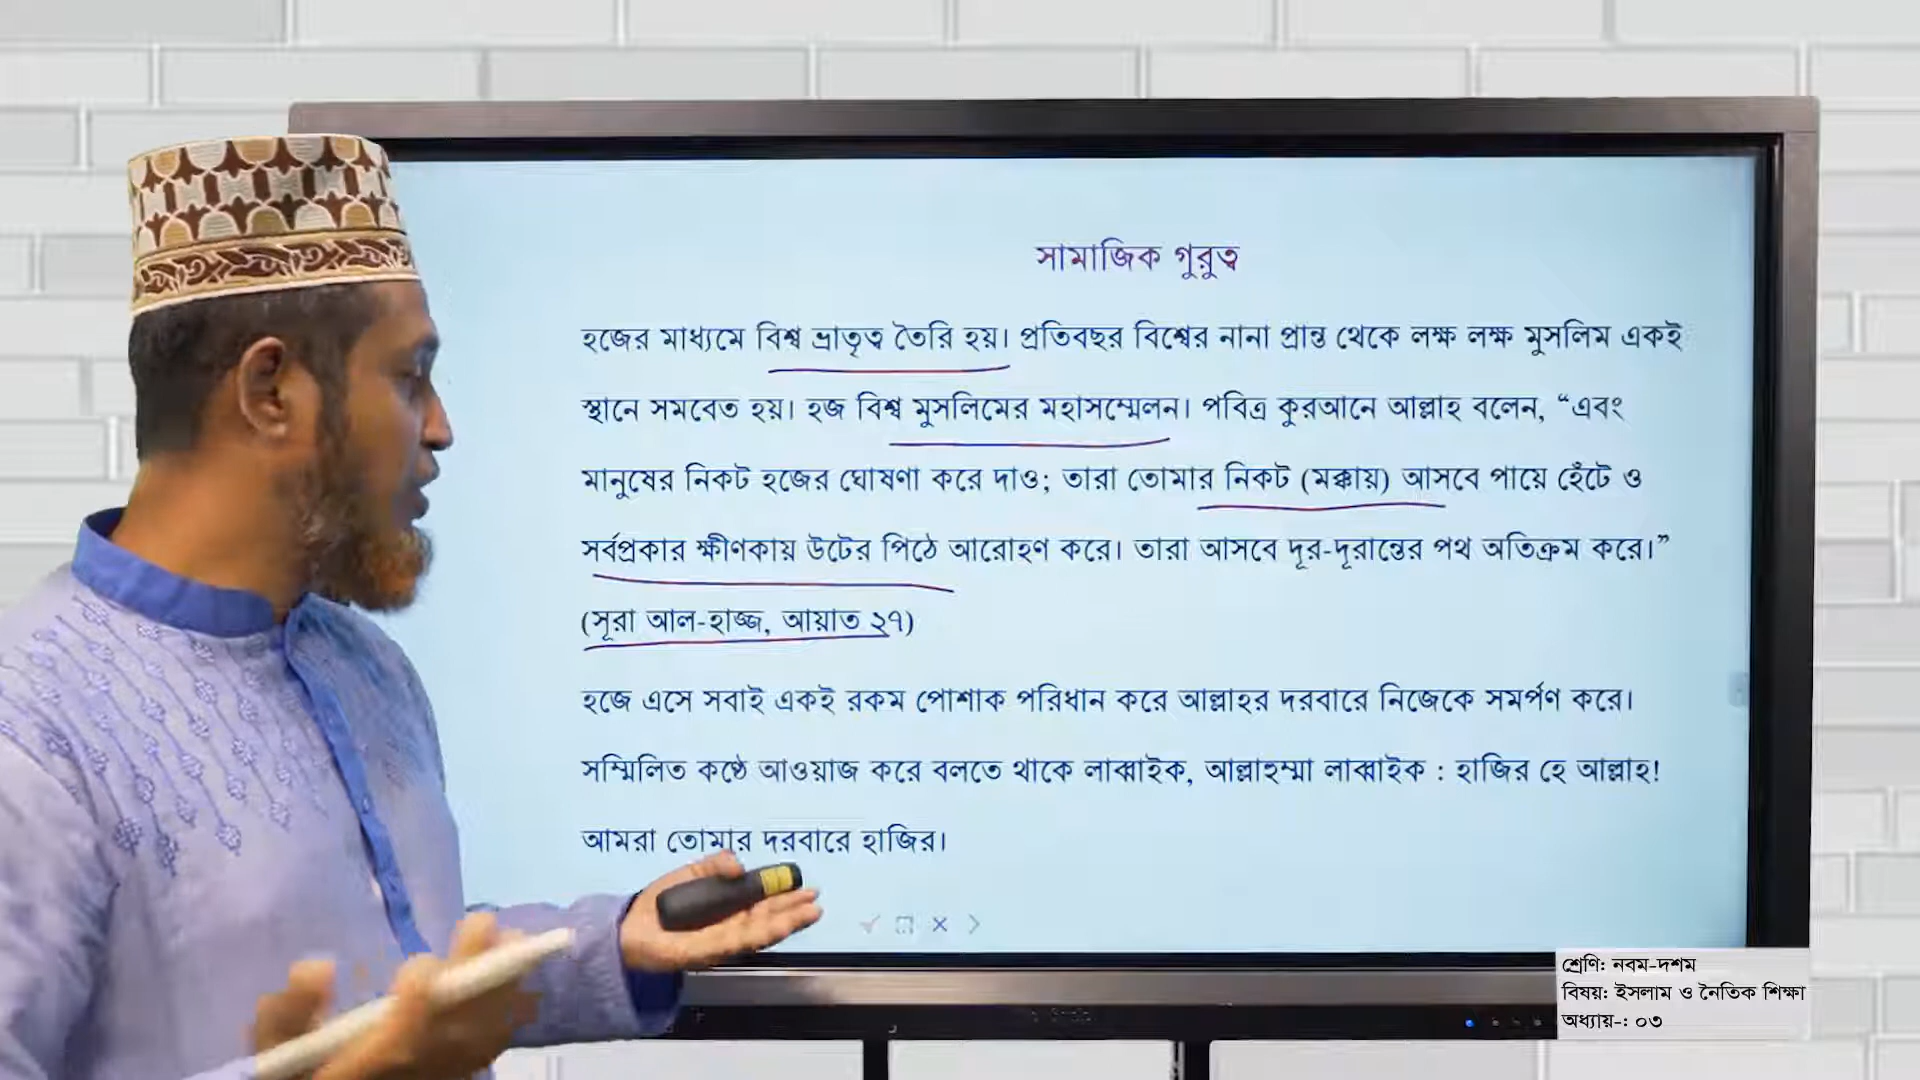 সামাজিক গুরুত্ব
হজের মাধ্যমে বিশ্ব ভ্রাতৃত্ব তৈরি হয়। প্রতিবছর বিশ্বের নানা প্রান্ত থেকে লক্ষ লক্ষ মুসলিম একই
স্থানে সমবেত হয়। হজ বিশ্ব মুসলিমের মহাসম্মেলন। পবিত্র কুরআনে আল্লাহ বলেন, “এবং
মানুষের নিকট হজের ঘোষণা করে দাও; তারা তোমার নিকট (মক্কায়) আসবে পায়ে হেঁটে ও
সর্বপ্রকার ক্ষীণকায় উটের পিঠে আরোহণ করে। তারা আসবে দূর-দূরান্তের পথ অতিক্রম করে।”
(সূরা আল-হাজ্জ, আয়াত ২৭)
হজে এসে সবাই একই রকম পোশাক পরিধান করে আল্লাহর দরবারে নিজেকে সমর্পণ করে।
সম্মিলিত কণ্ঠে আওয়াজ করে বলতে থাকে লাব্বাইক, আল্লাহুম্মা লাব্বাইক : হাজির হে আল্লাহ!
আমরা তোমার দরবারে হাজির।
শ্রেণি: নবম-দশম
বিষয়: ইসলাম ও নৈতিক শিক্ষা
অধ্যায়-: ০৩